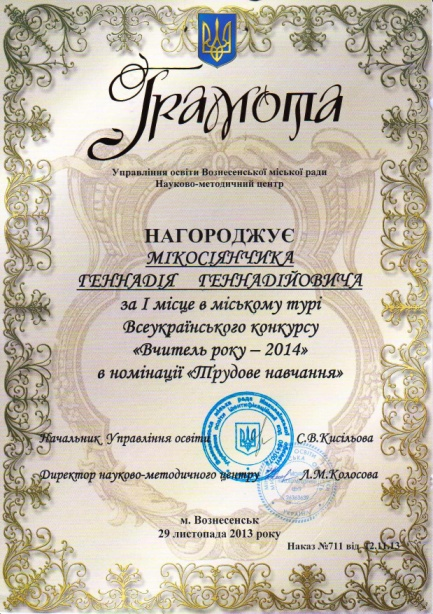 Грамота
Управління освіти Вознесенської міської ради
Науково-методичний центр
НАГОРОДЖУЄ
МІКОСІЯНЧИКА
ГЕННАДІЯ ГЕННАДІЙОВИЧА
за І місце в міському турі
Всеукраїнського конкурсу
«Вчитель року – 2014»
в номінації «Трудове навчання»
Начальник Управління освіти С.В.Кисільова
Директор науково-методичного центру Л.М.Колосова
м. Вознесенськ
29 листопада 2013 року
Наказ №711 від 12.11.13